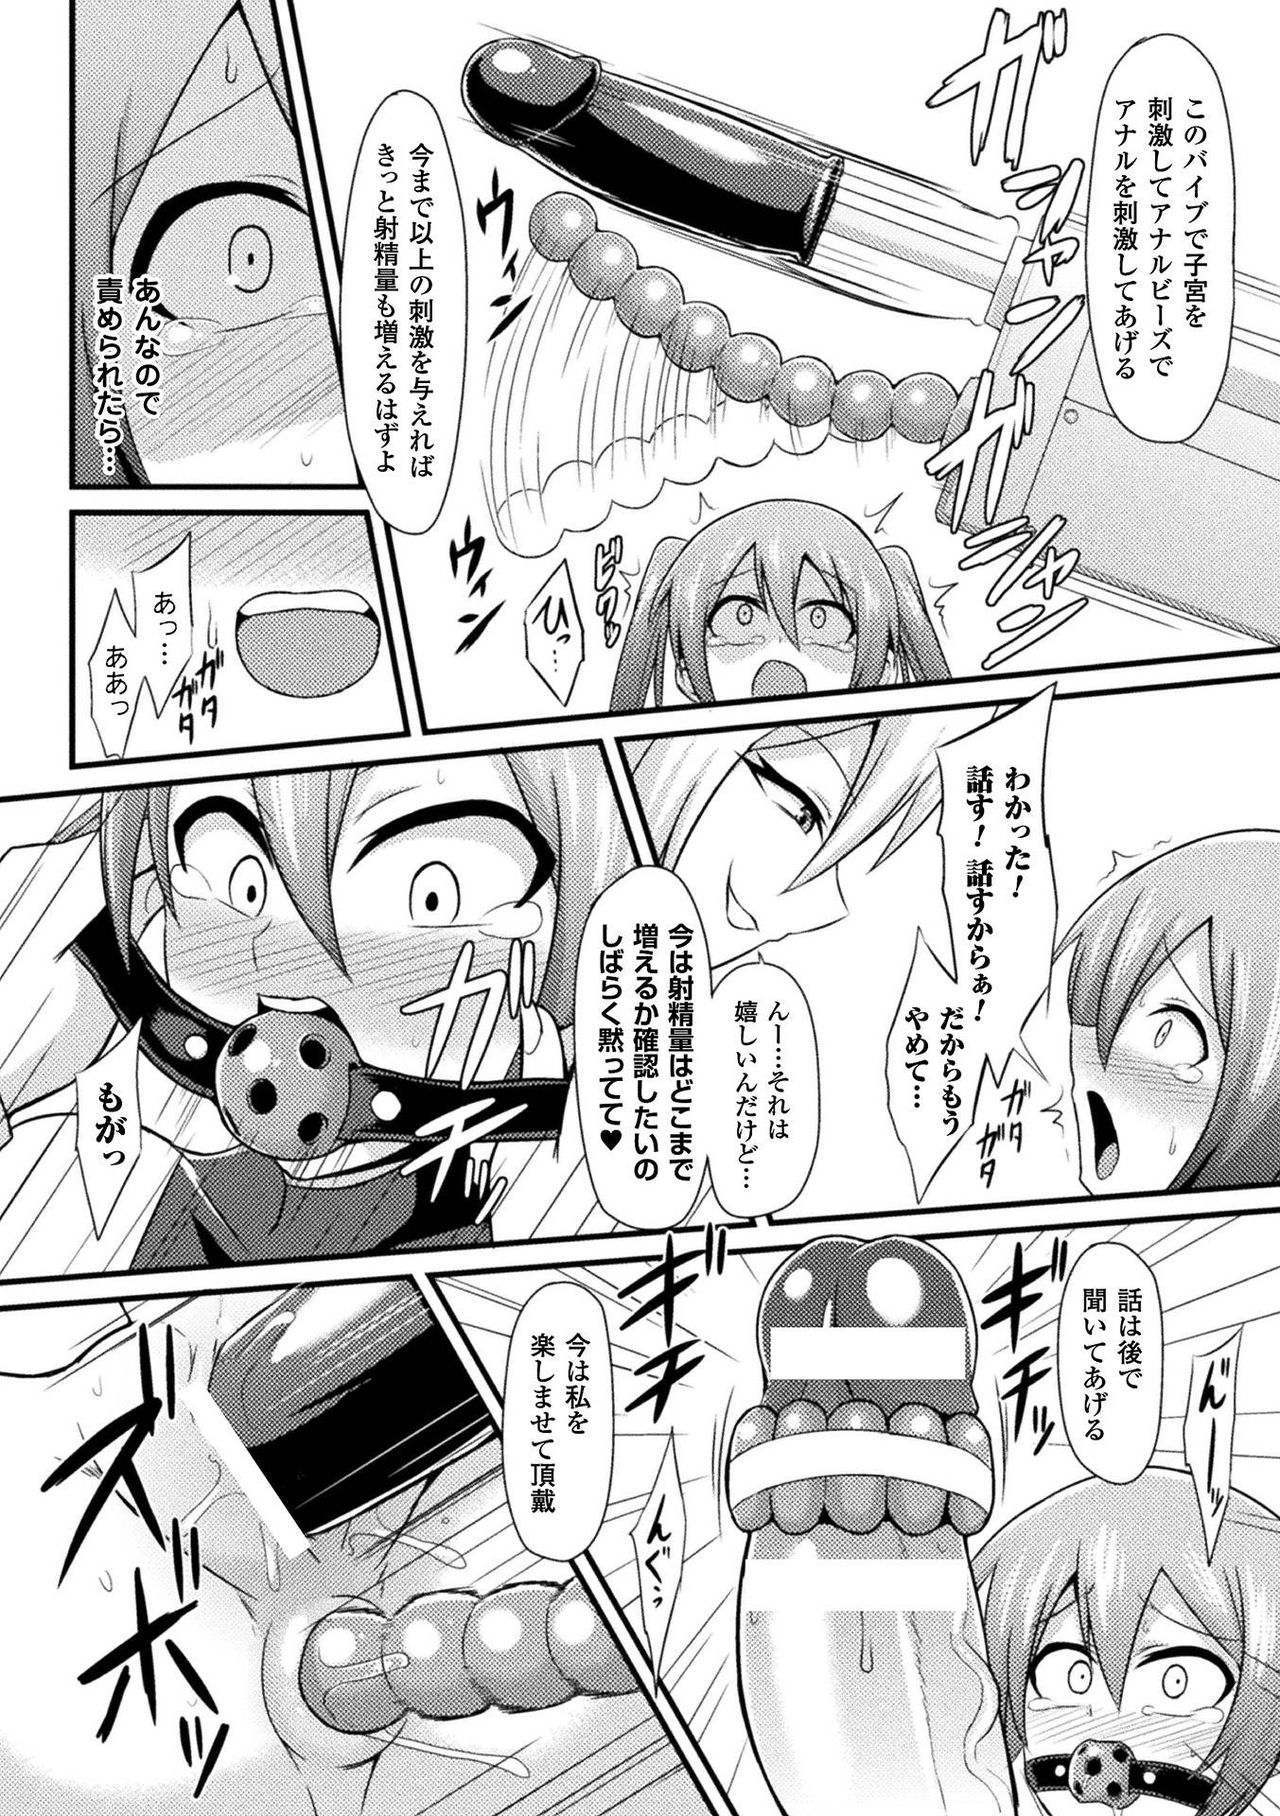 このバイブで子宮を
刺激してアナルビーズで
アナルを刺激してあげる
ガシャン
ガシャン
ウィン
ウィン
今まで以上の刺激を与えれば
きっと射精量も増えるはずよ
ビクッ
ひっ…
あんなので
責められたら…
あっ…
ああっ
ガタ
ガタ
わかった！
話す！話すからぁ！
だからもう
やめて…
ガタ
ガタ
んー…それは
嬉しいんだけど…
今は射精量はどこまで
増えるか確認したいの
しばらく黙ってて♥
カチャ
もがっ
話は後で
聞いてあげる
んーっ
ギチッ
ギチッ
んぐっ
今は私を
楽しませて頂戴
ズボッ
ズボッ